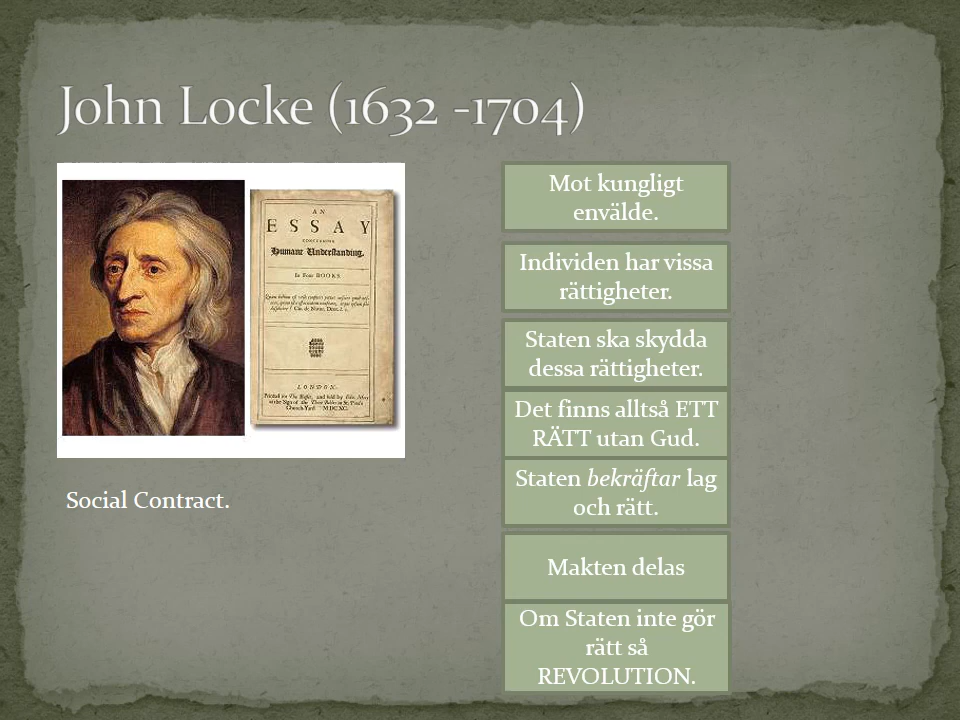 John Locke (1632 -1704)
AN
ESSAY
CONCERNING
Humane Understanding.
In Four BOOKS.
LONDON:
Social Contract.
Mot kungligt
envälde.
Individen har vissa
rättigheter.
Staten ska skydda
dessa rättigheter.
Det finns alltså ETT
RÄTT utan Gud.
Staten bekräftar lag
och rätt.
Makten delas
Om Staten inte gör
rätt så
REVOLUTION.